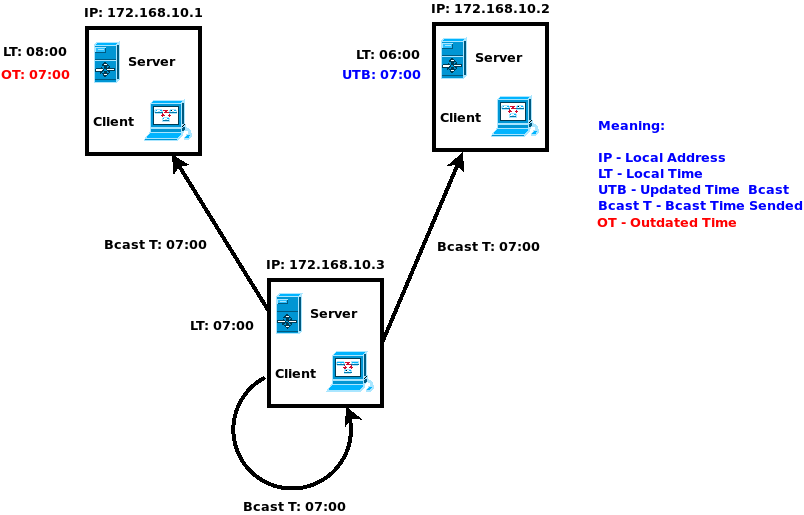 IP: 172.168.10.1
LT: 08:00
OT: 07:00
Server
Client
IP: 172.168.10.2
LT: 06:00
UTB: 07:00
Server
Client
Meaning:
IP - Local Address
LT - Local Time
UTB - Updated Time  Bcast
Bcast T - Bcast Time Sended
OT - Outdated Time
Bcast T: 07:00
Bcast T: 07:00
IP: 172.168.10.3
LT: 07:00
Server
Client
Bcast T: 07:00